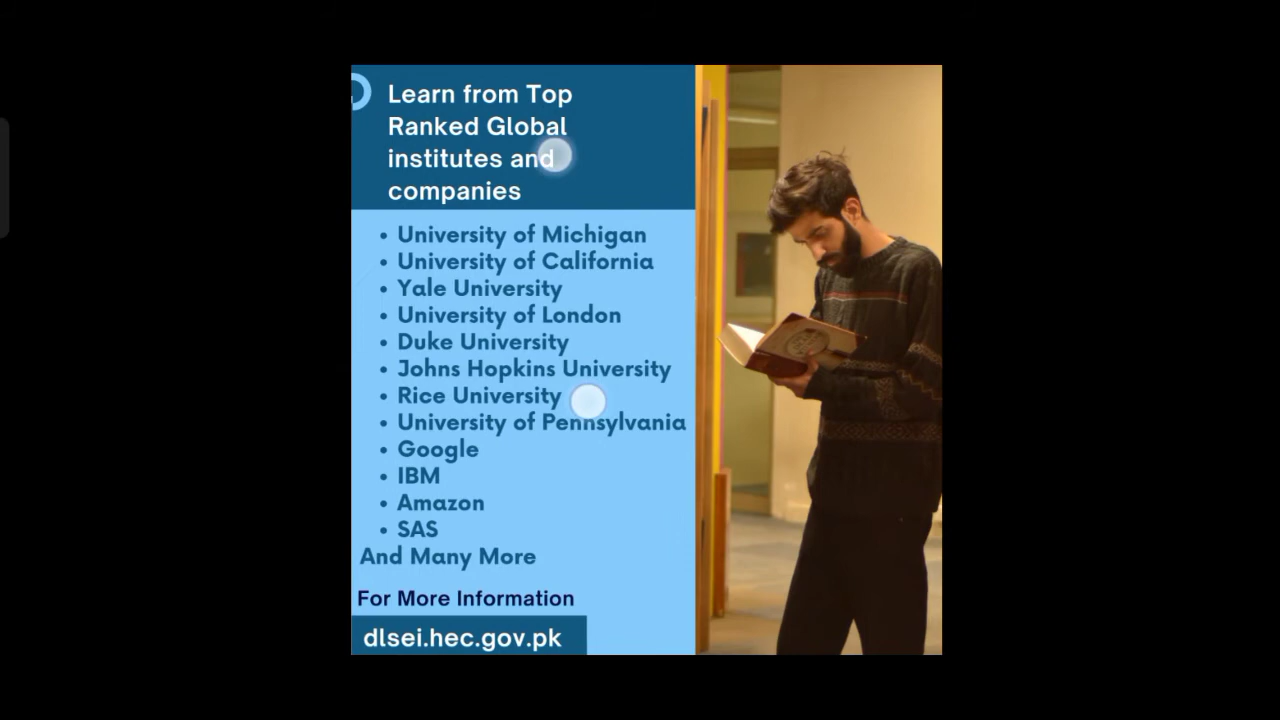 Learn from Top
Ranked Global
institutes and
companies
• University of Michigan
• University of California
• Yale University
• University of London
• Duke University
• Johns Hopkins University
• Rice University
• University of Pennsylvania
• Google
• IBM
• Amazon
• SAS
And Many More
For More Information
dlsei.hec.gov.pk